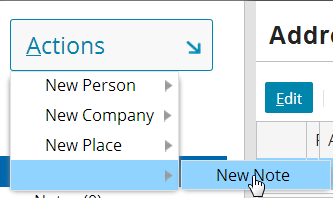 Actions
Addre
New Person
New Company
New Place
New Note
Edit